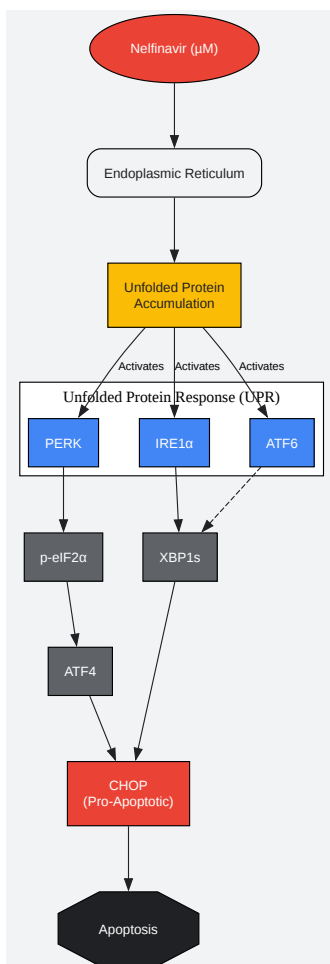 Nelfinavir (µM)
Endoplasmic Reticulum
Unfolded Protein
Accumulation
Activates
Activates
Activates
Unfolded Protein Response (UPR)
PERK
IRE1α
ATF6
p-eIF2α
XBP1s
ATF4
CHOP
(Pro-Apoptotic)
Apoptosis